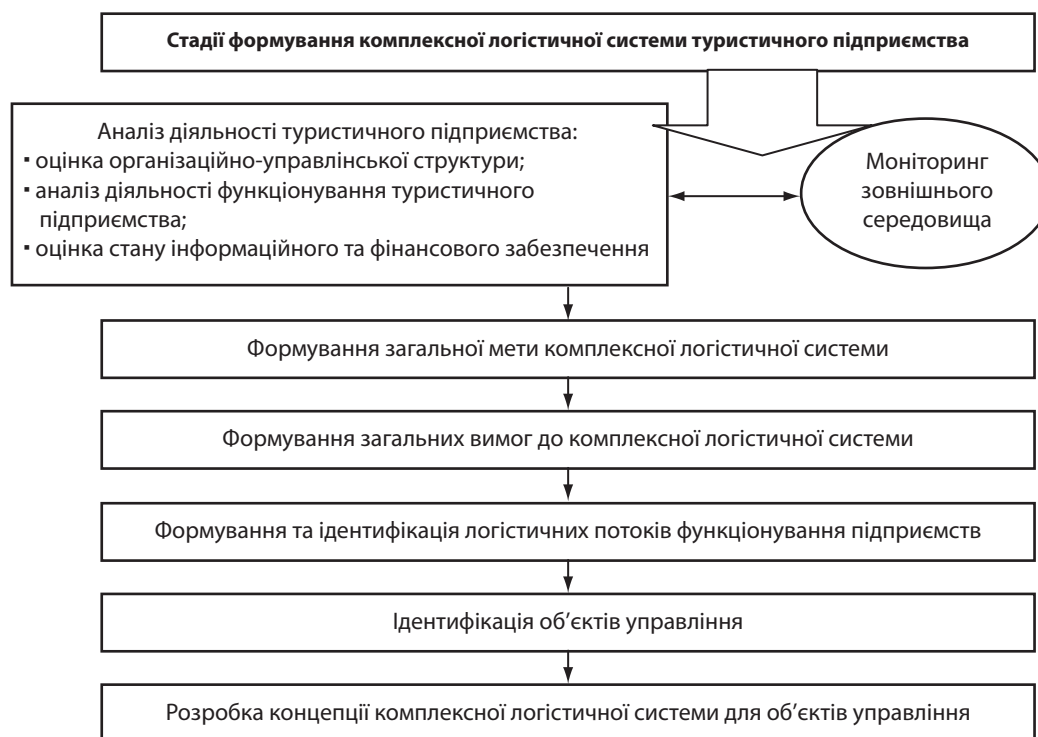 Стадії формування комплексної логістичної системи туристичного підприємства
Аналіз діяльності туристичного підприємства:
▪ оцінка організаційно-управлінської структури;
▪ аналіз діяльності функціонування туристичного
підприємства;
▪ оцінка стану інформаційного та фінансового забезпечення
Моніторинг
зовнішнього
середовища
Формування загальної мети комплексної логістичної системи
Формування загальних вимог до комплексної логістичної системи
Формування та ідентифікація логістичних потоків функціонування підприємств
Ідентифікація об’єктів управління
Розробка концепції комплексної логістичної системи для об’єктів управління